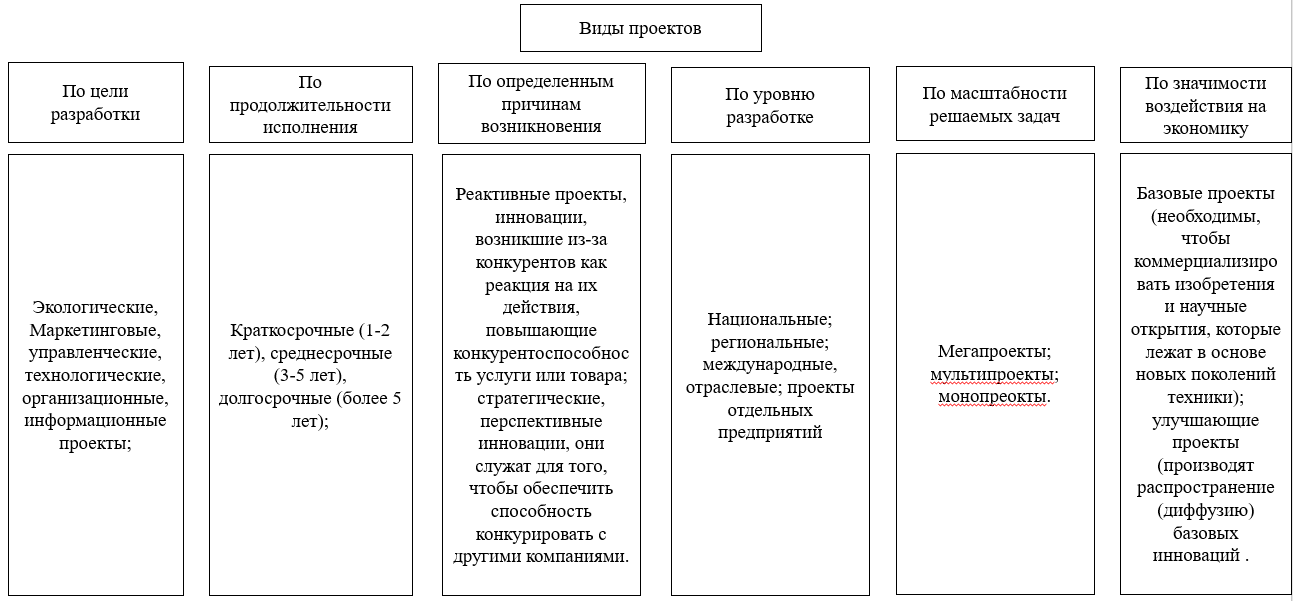 Виды проектов
По цели
разработки
По
продолжительности
исполнения
По определенным
причинам
возникновения
По уровню
разработке
По масштабности
решаемых задач
По значимости
воздействия на
экономику
Экологические,
Маркетинговые,
управленческие,
технологические,
организационные,
информационные
проекты;
Краткосрочные (1-2
лет), среднесрочные
(3-5 лет),
долгосрочные (более 5
лет);
Реактивные проекты,
инновации,
возникшие из-за
конкурентов как
реакция на их
действия,
повышающие
конкурентоспособнос
ть услуги или товара;
стратегические,
перспективные
инновации, они
служат для того,
чтобы обеспечить
способность
конкурировать с
другими компаниями.
Национальные;
региональные;
международные,
отраслевые; проекты
отдельных
предприятий
Мегапроекты;
мультипроекты;
монопреокты.
Базовые проекты
(необходимы,
чтобы
коммерциализиро
вать изобретения
и научные
открытия, которые
лежат в основе
новых поколений
техники);
улучшающие
проекты
(производят
распространение
(диффузию)
базовых
инноваций .